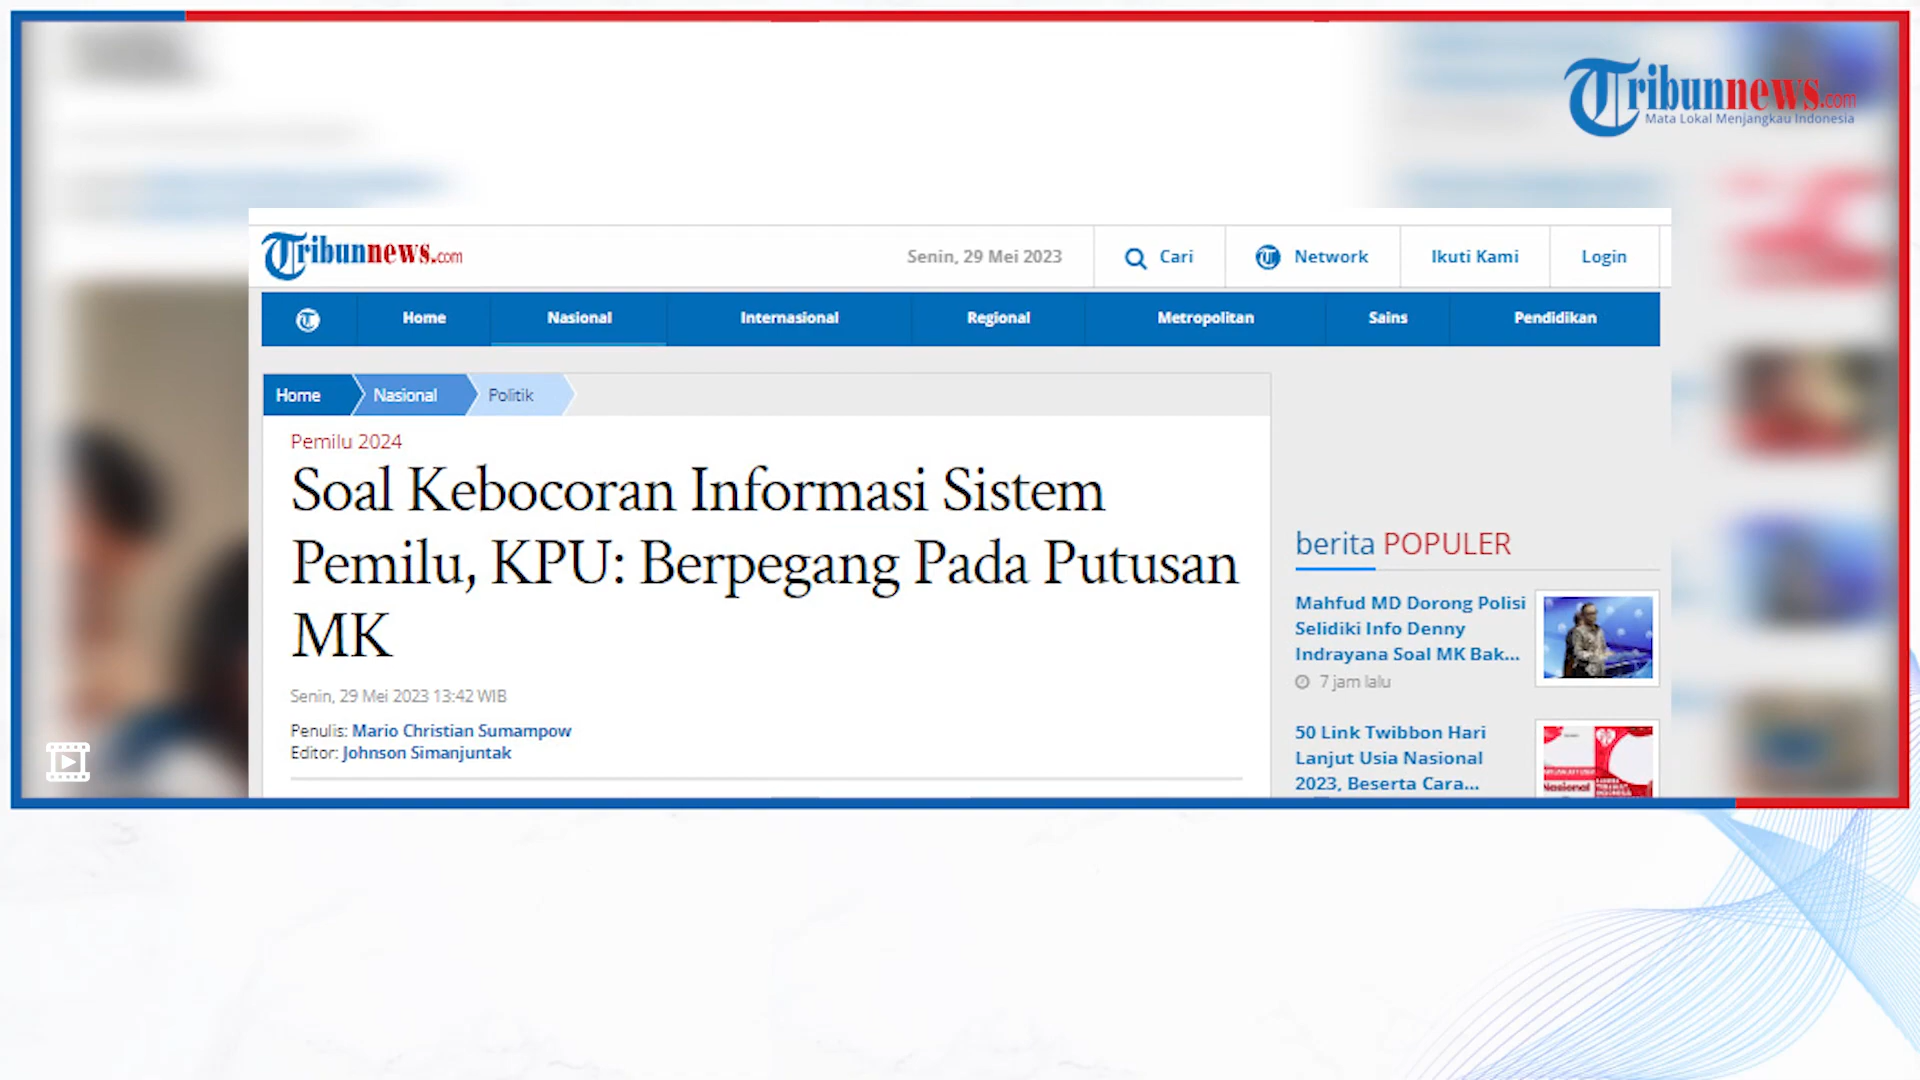 Tribunnews.com
Mata Lokal Menjangkau Indonesia
Tribunnews.com
Senin, 29 Mei 2023
Cari
Network
Ikuti Kami
Login
Home
Nasional
Internasional
Regional
Metropolitan
Sains
Pendidikan
Home
Nasional
Politik
Pemilu 2024
Soal Kebocoran Informasi Sistem
Pemilu, KPU: Berpegang Pada Putusan
MK
Senin, 29 Mei 2023 13:42 WIB
Penulis: Mario Christian Sumampow
Editor: Johnson Simanjuntak
berita POPULER
Mahfud MD Dorong Polisi
Selidiki Info Denny
Indrayana Soal MK Bak...
7 jam lalu
50 Link Twibbon Hari
Lanjut Usia Nasional
2023, Beserta Cara...
Nasional